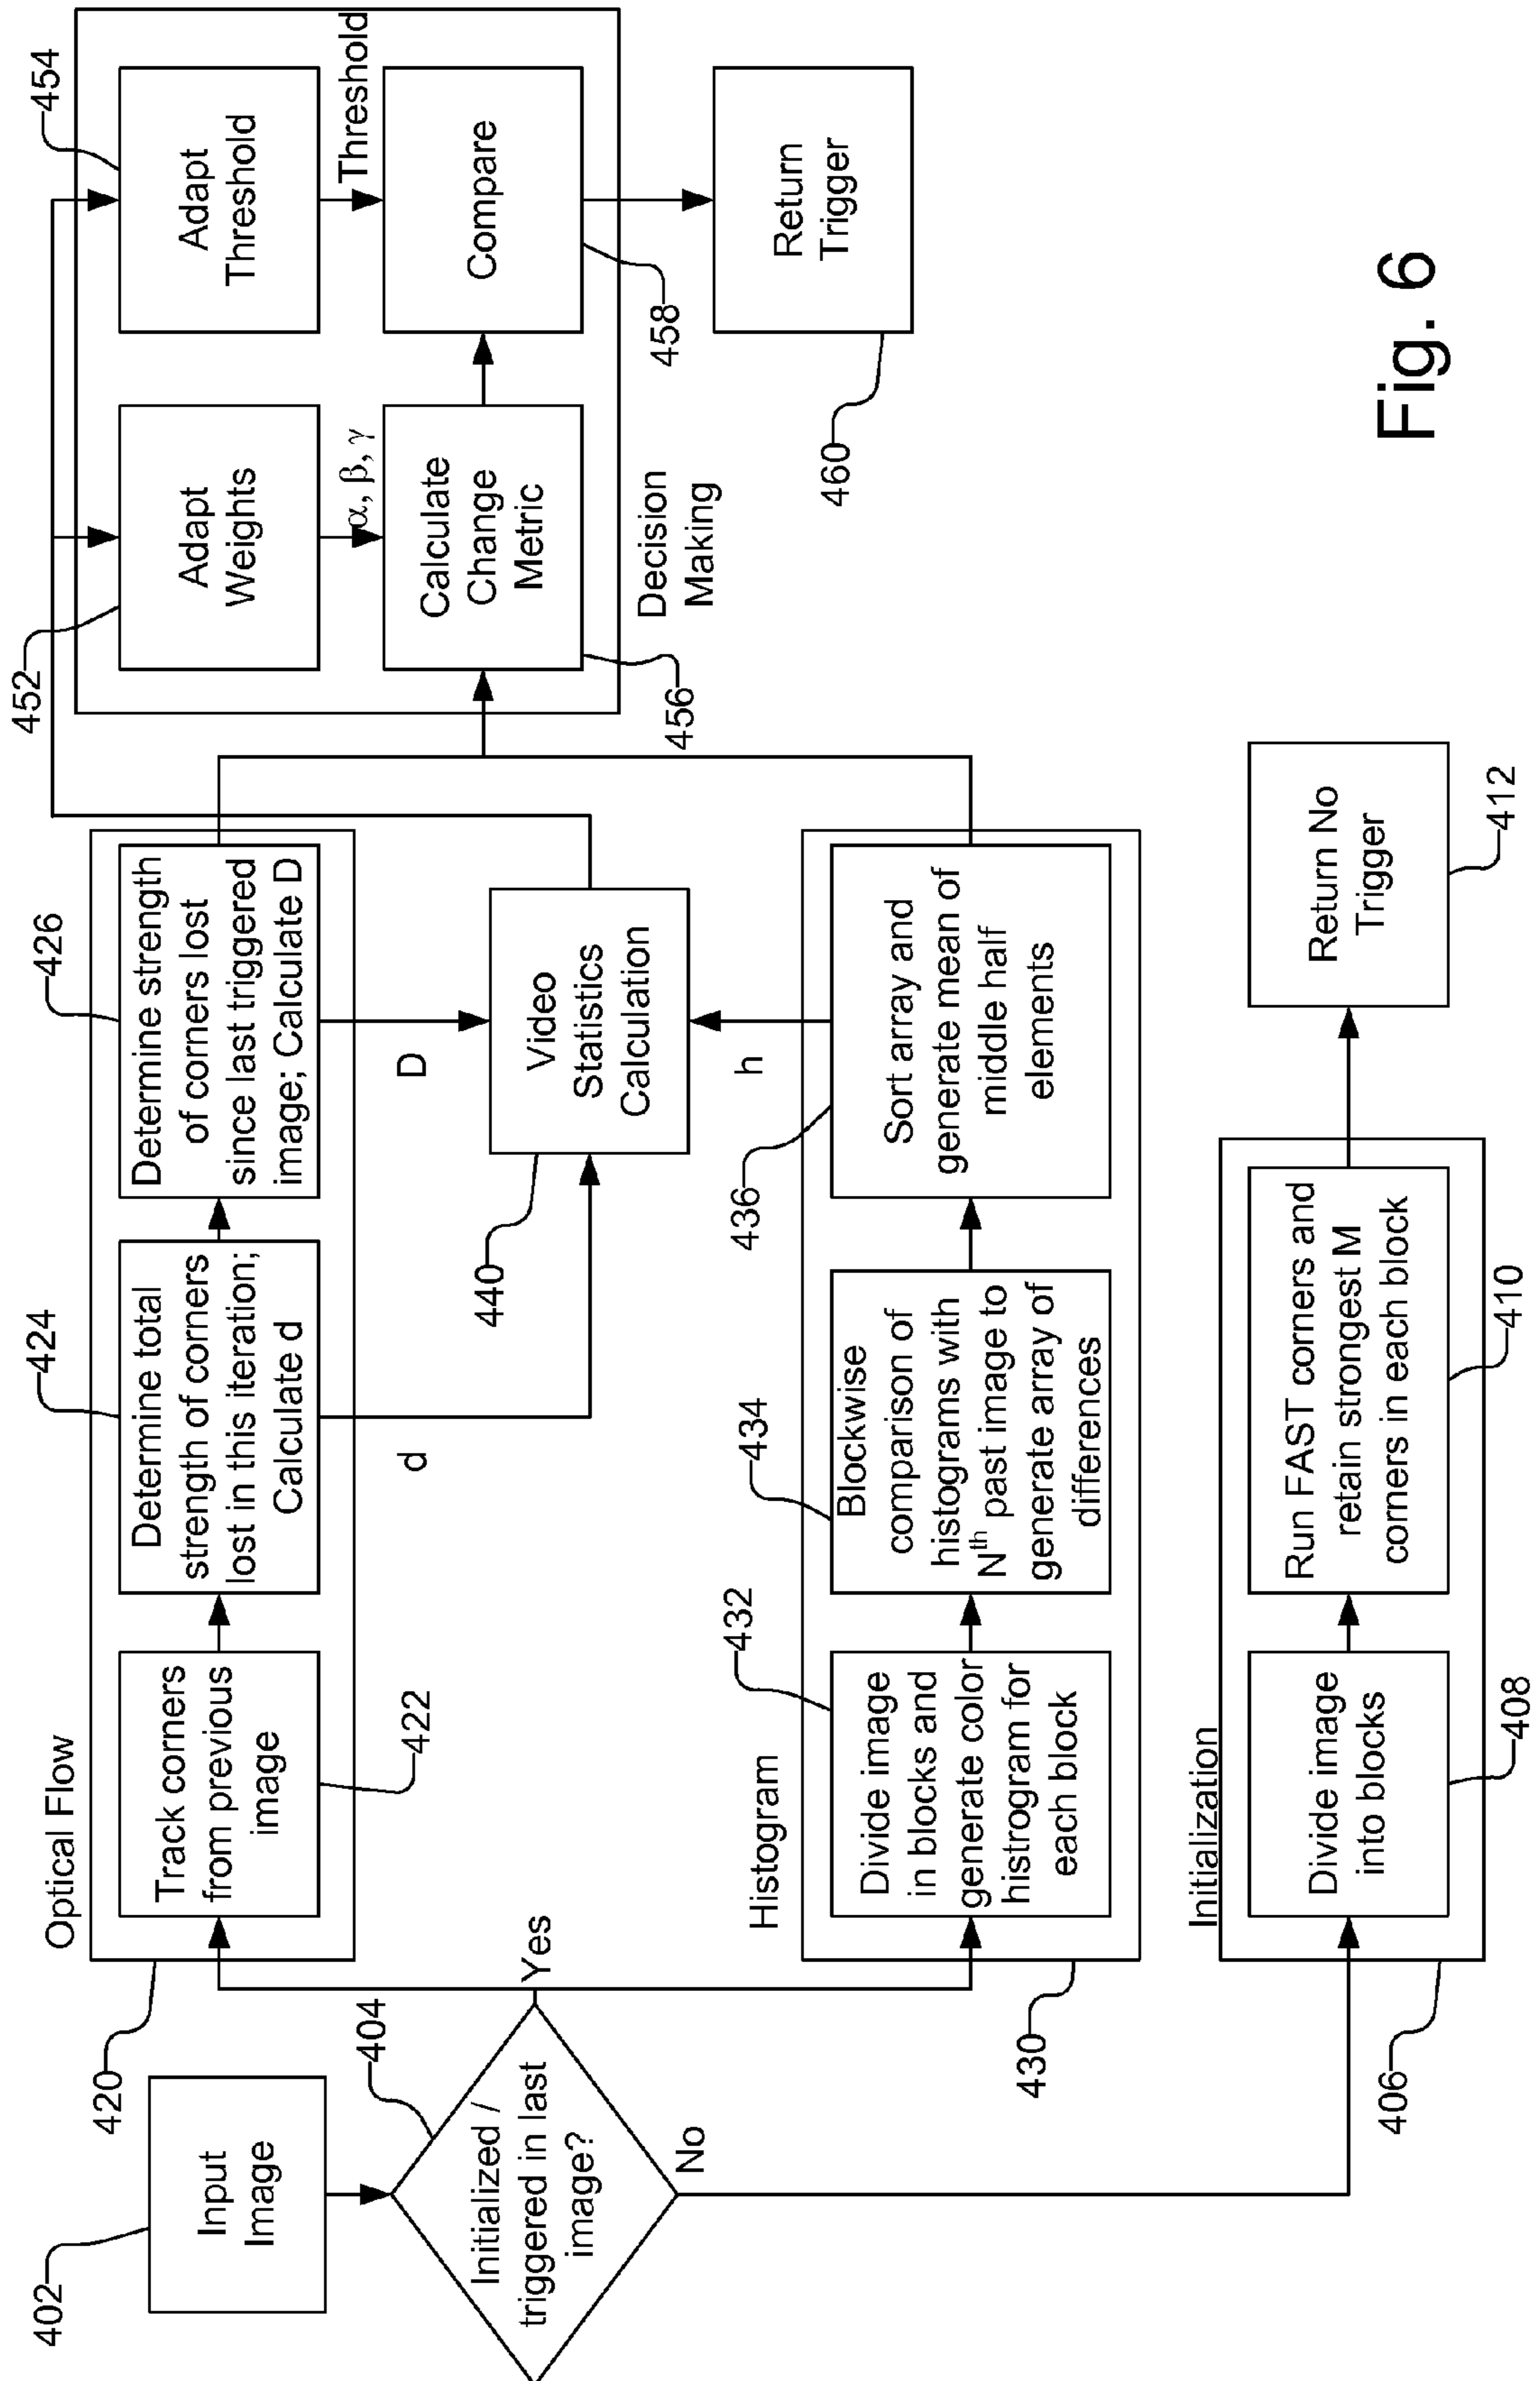 402
Input
Image
404
Initialized /
triggered in last
image?
Yes
No
420
Optical Flow
Track corners
from previous
image
422
424
Determine total
strength of corners
lost in this iteration;
Calculate d
426
Determine strength
of corners lost
since last triggered
image; Calculate D
d
D
440
Video
Statistics
Calculation
h
430
Histogram
432
Divide image
in blocks and
generate color
histrogram for
each block
434
Blockwise
comparison of
histograms with
Nth past image to
generate array of
differences
436
Sort array and
generate mean of
middle half
elements
406
Initialization
Divide image
into blocks
408
Run FAST corners and
retain strongest M
corners in each block
410
Return No
Trigger
412
452
Adapt
Weights
454
Adapt
Threshold
α, β, γ
Threshold
Calculate
Change
Metric
456
Compare
458
Decision
Making
Return
Trigger
460
Fig. 6